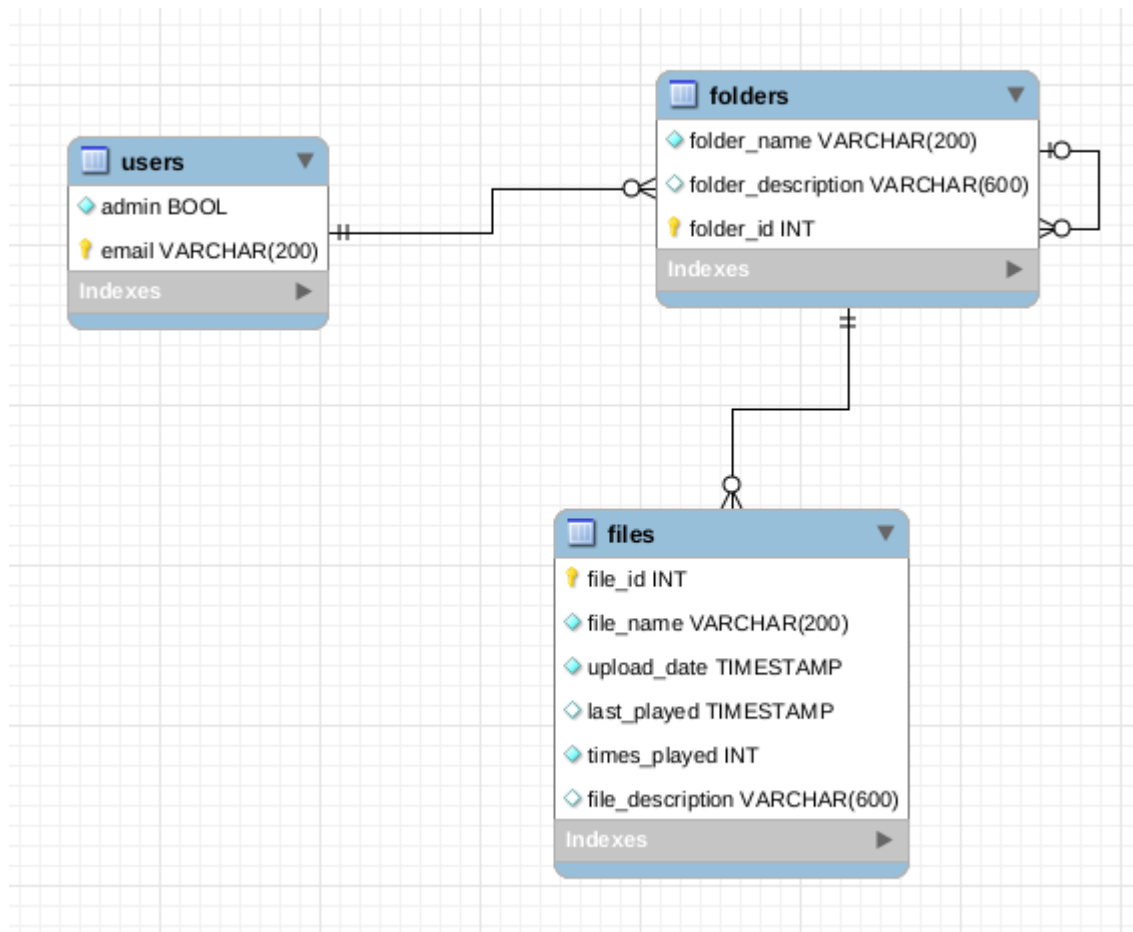 users
admin BOOL
email VARCHAR(200)
Indexes
folders
folder_name VARCHAR(200)
folder_description VARCHAR(600)
folder_id INT
Indexes
files
file_id INT
file_name VARCHAR(200)
upload_date TIMESTAMP
last_played TIMESTAMP
times_played INT
file_description VARCHAR(600)
Indexes